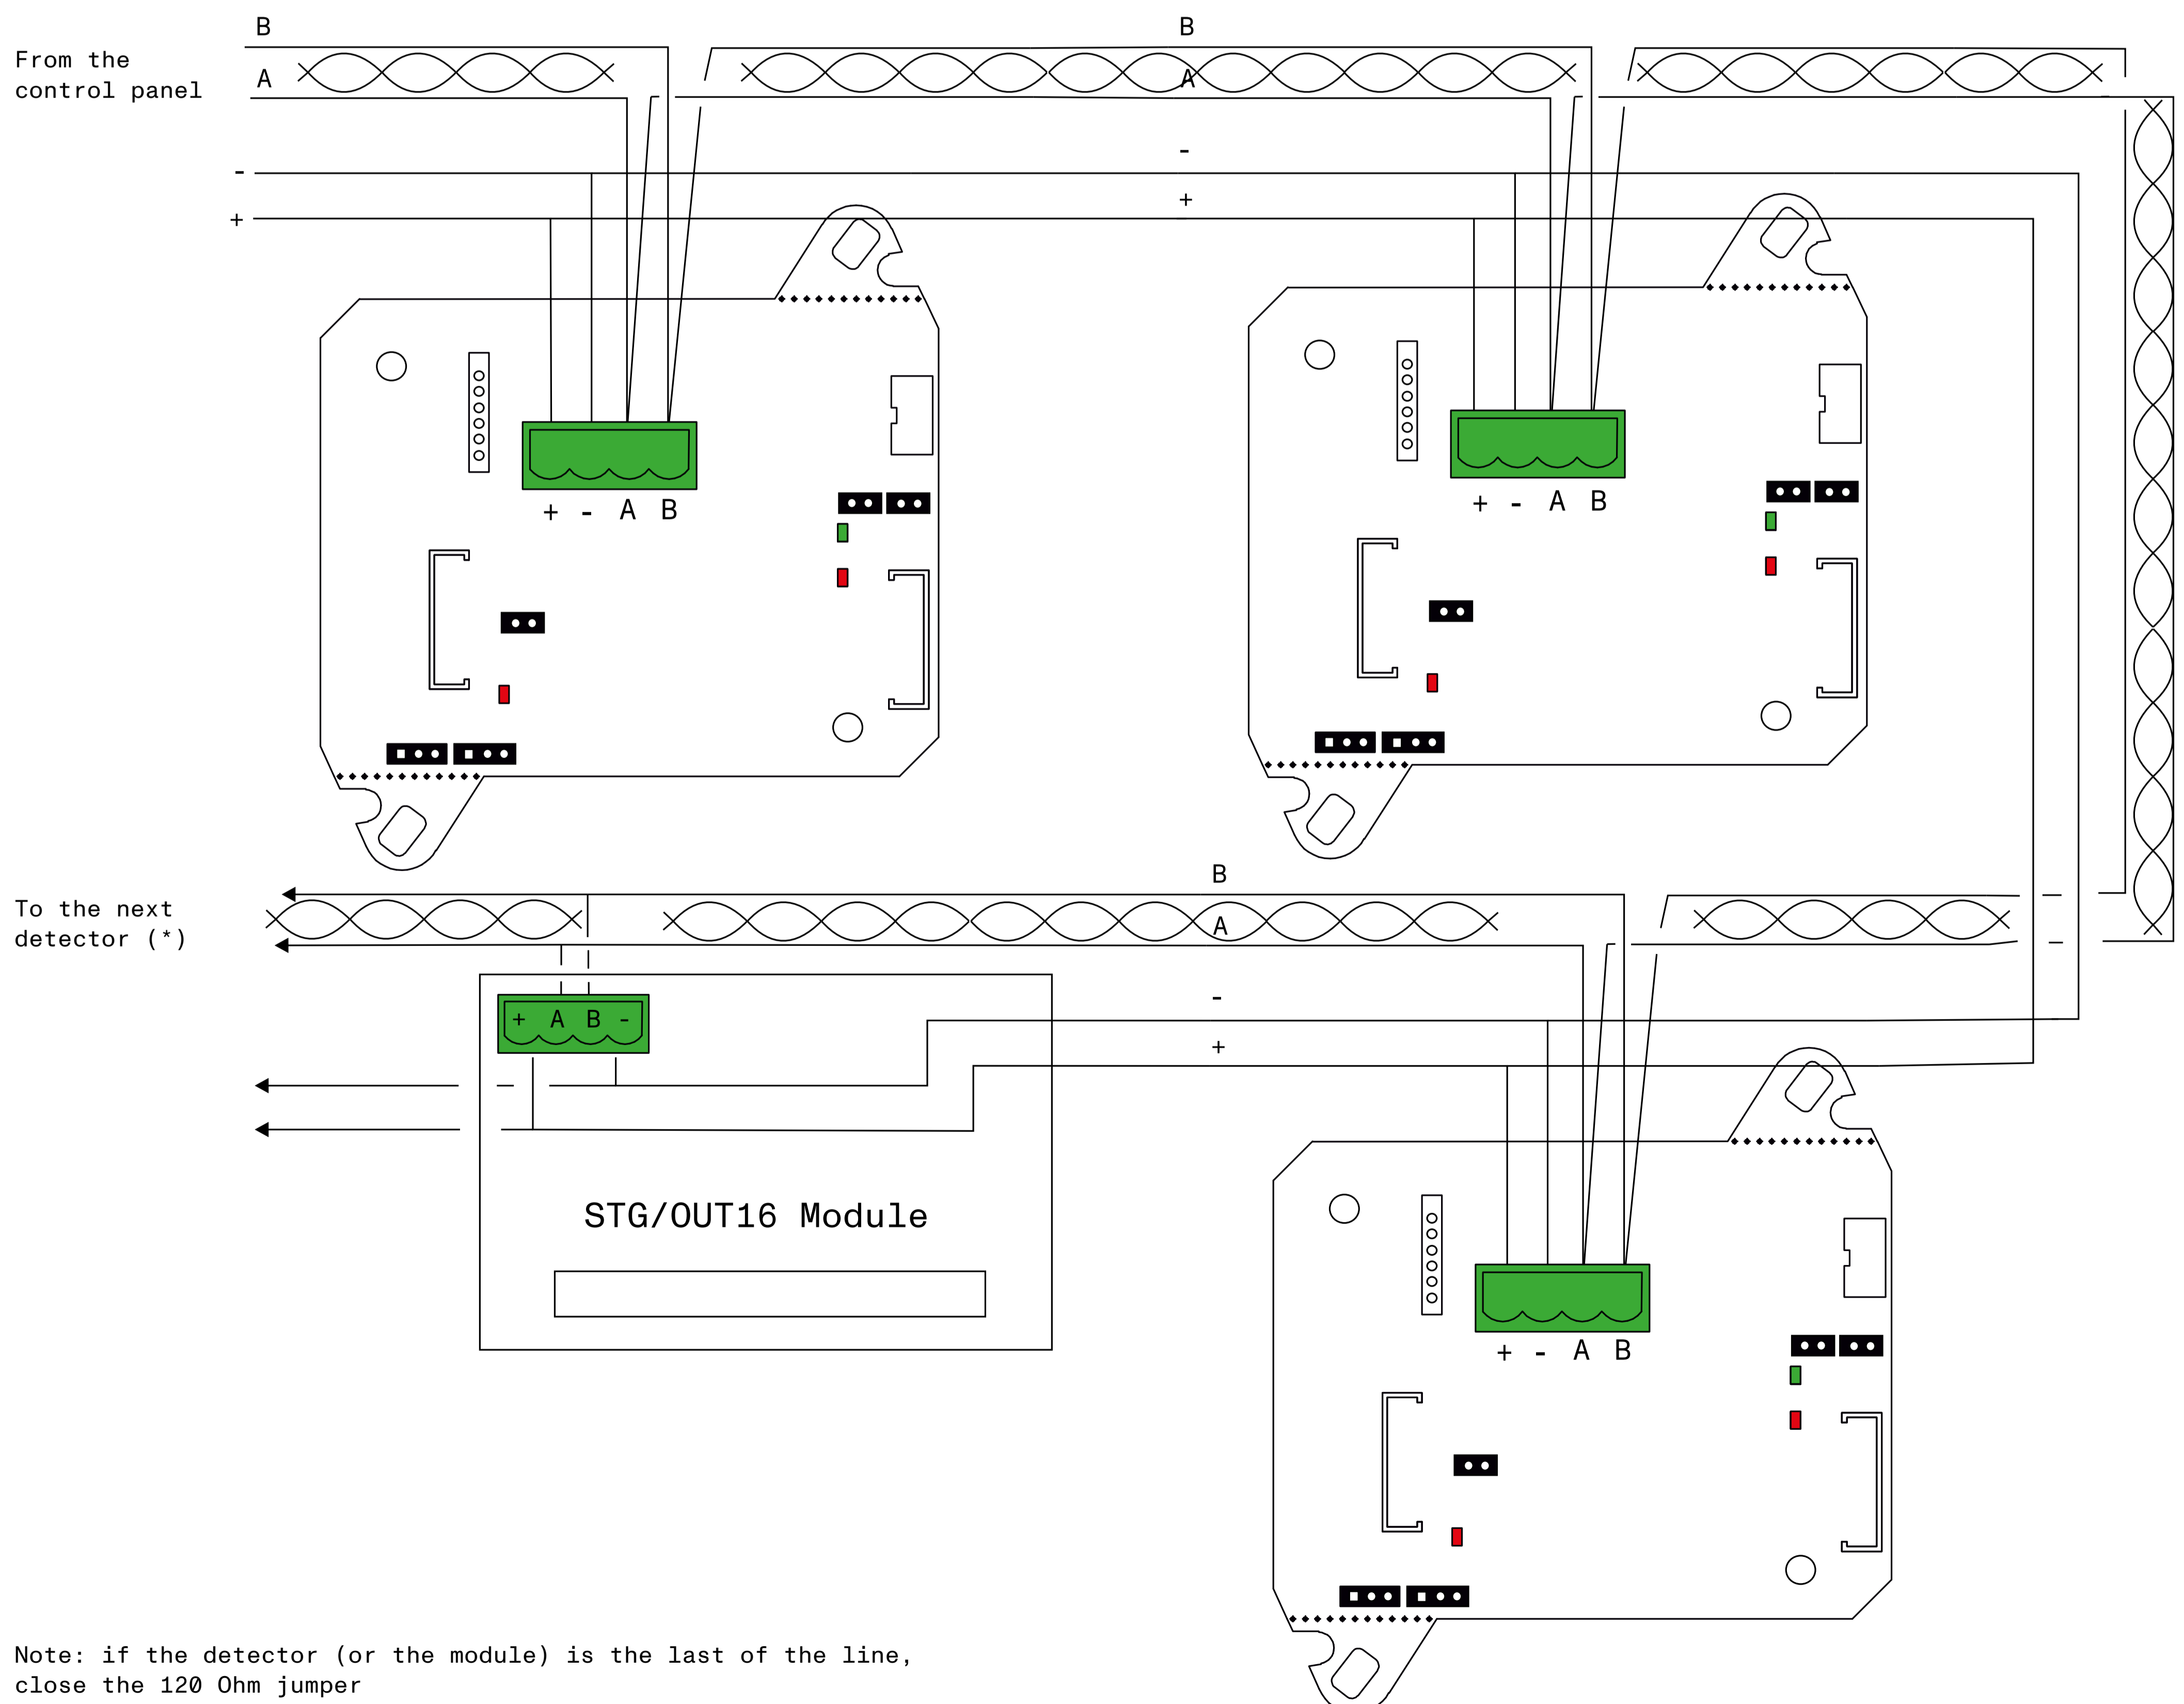 B
B
From the
control panel
A
A
-
-
+
+
+ - A B
+ - A B
B
To the next
detector (*)
A
-
+ A B -
+
STG/OUT16 Module
+ - A B
Note: if the detector (or the module) is the last of the line,
close the 120 Ohm jumper